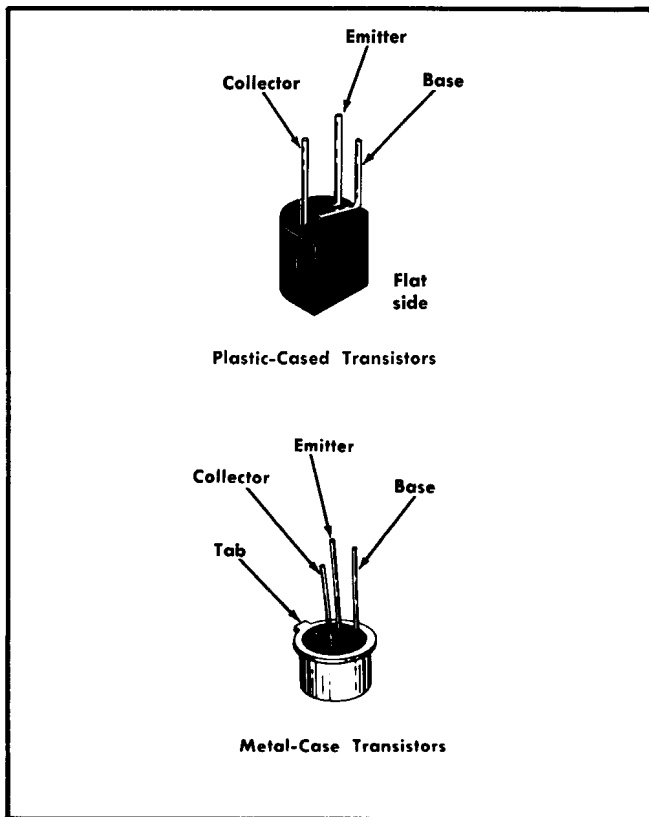 Emitter
Collector
Base
Flat
side
Plastic-Cased Transistors
Emitter
Collector
Base
Tab
Metal-Case Transistors